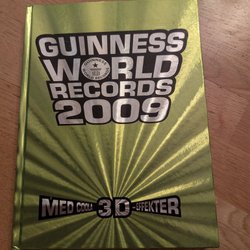 GUINNESS
WORLD
RECORDS
2009
MED COOLA 3D-EFFEKTER